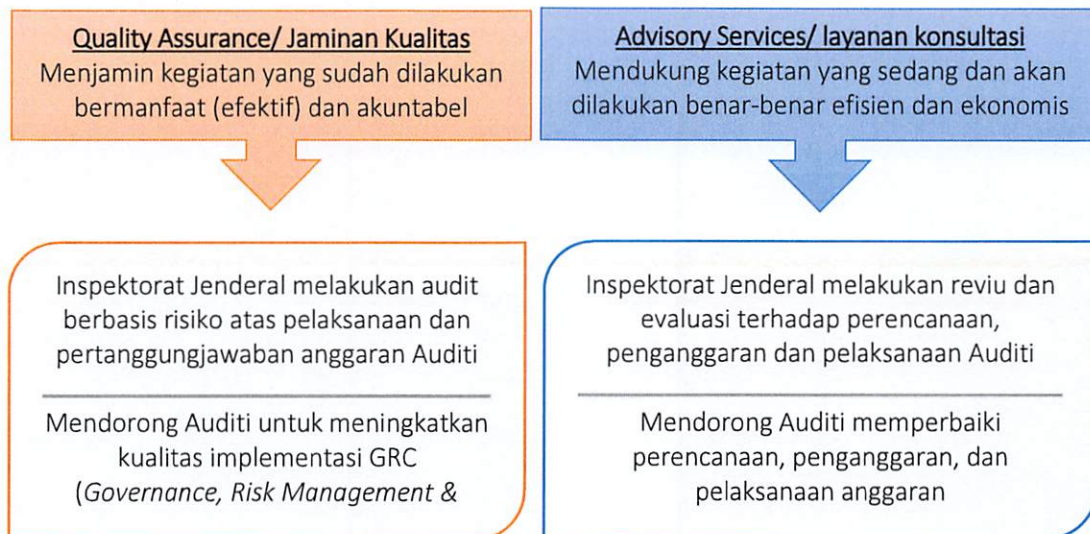 Quality Assurance/ Jaminan Kualitas
Menjamin kegiatan yang sudah dilakukan
bermanfaat (efektif) dan akuntabel
Advisory Services/ layanan konsultasi
Mendukung kegiatan yang sedang dan akan
dilakukan benar-benar efisien dan ekonomis
Inspektorat Jenderal melakukan audit
berbasis risiko atas pelaksanaan dan
pertanggungjawaban anggaran Auditi
Mendorong Auditi untuk meningkatkan
kualitas implementasi GRC
(Governance, Risk Management &
Inspektorat Jenderal melakukan reviu dan
evaluasi terhadap perencanaan,
penganggaran dan pelaksanaan Auditi
Mendorong Auditi memperbaiki
perencanaan, penganggaran, dan
pelaksanaan anggaran